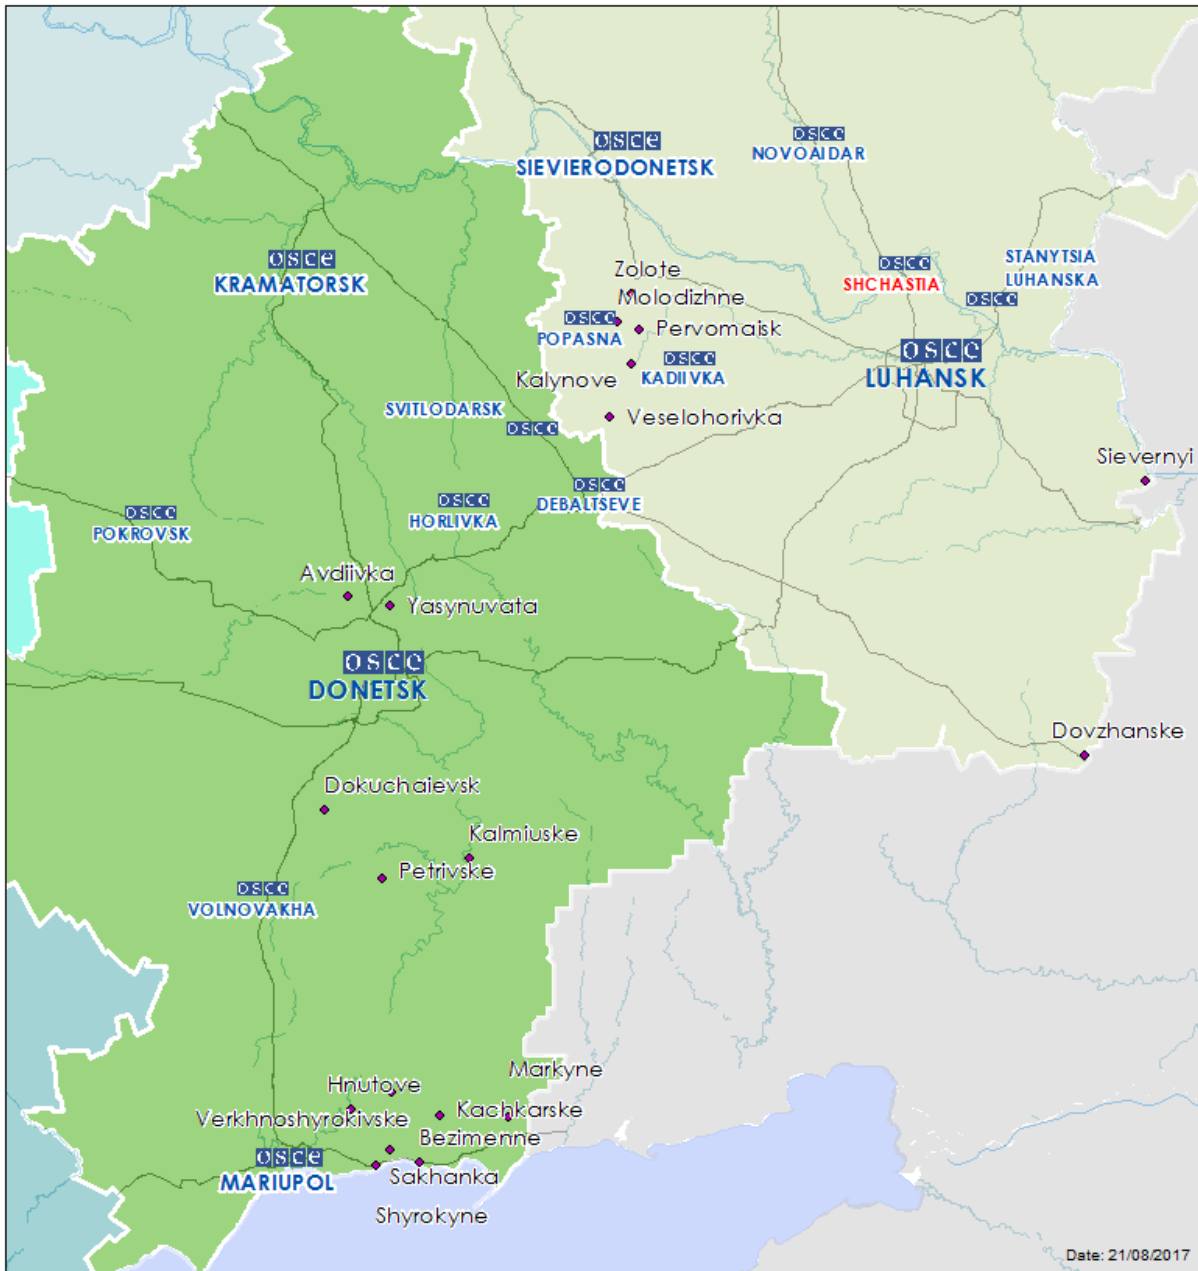 osce
SIEVIERODONETSK
osce
NOVOAIDAR
osce
KRAMATORSK
Zolote
Molodizhne
osce
SHCHASTIA
STANYTSIA
LUHANSKA
osce
osce
POPASNA
Pervomaisk
osce
LUHANSK
Kalynove
osce
KADIIVKA
SVITLODARSK
osce
Veselohorivka
Sievernyi
osce
POKROVSK
osce
HORLIVKA
osce
DEBALTSEVE
Avdiivka
Yasynuvata
osce
DONETSK
Dovzhanske
Dokuchaievsk
Kalmiuske
Petrivske
osce
VOLNOVAKHA
Markyne
Hnutove
Kachkarske
Verkhnoshyrokivske
Bezimenne
osce
MARIUPOL
Sakhanka
Shyrokyne
Date: 21/08/2017